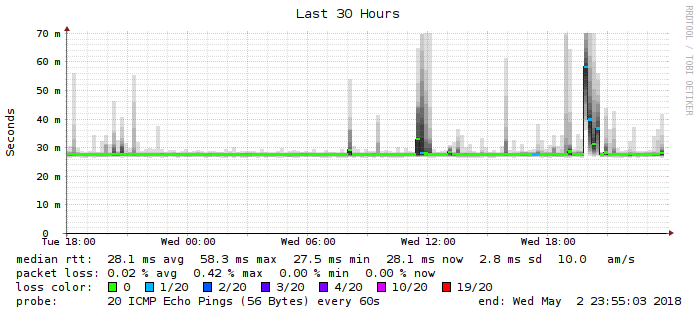 Last 30 Hours
RRDTOOL / TOBI OETIKER
Seconds
70 m
60 m
50 m
40 m
30 m
20 m
10 m
0
Tue 18:00 Wed 00:00 Wed 06:00 Wed 12:00 Wed 18:00
median rtt: 28.1 ms avg 58.3 ms max 27.5 ms min 28.1 ms now 2.8 ms sd 10.0 am/s
packet loss: 0.02 % avg 0.42 % max 0.00 % min 0.00 % now
loss color: 0 1/20 2/20 3/20 4/20 10/20 19/20
probe: 20 ICMP Echo Pings (56 Bytes) every 60s end: Wed May 2 23:55:03 2018